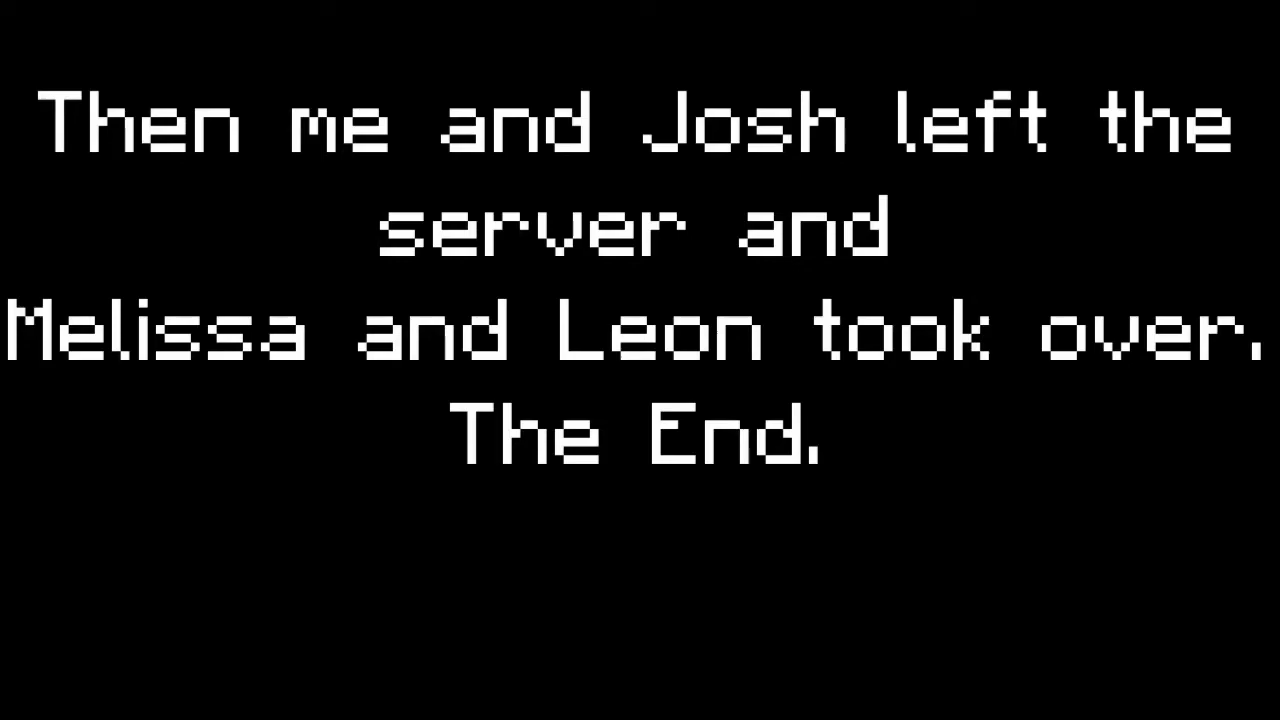 Then me and Josh left the
server and
Melissa and Leon took over.
The End.